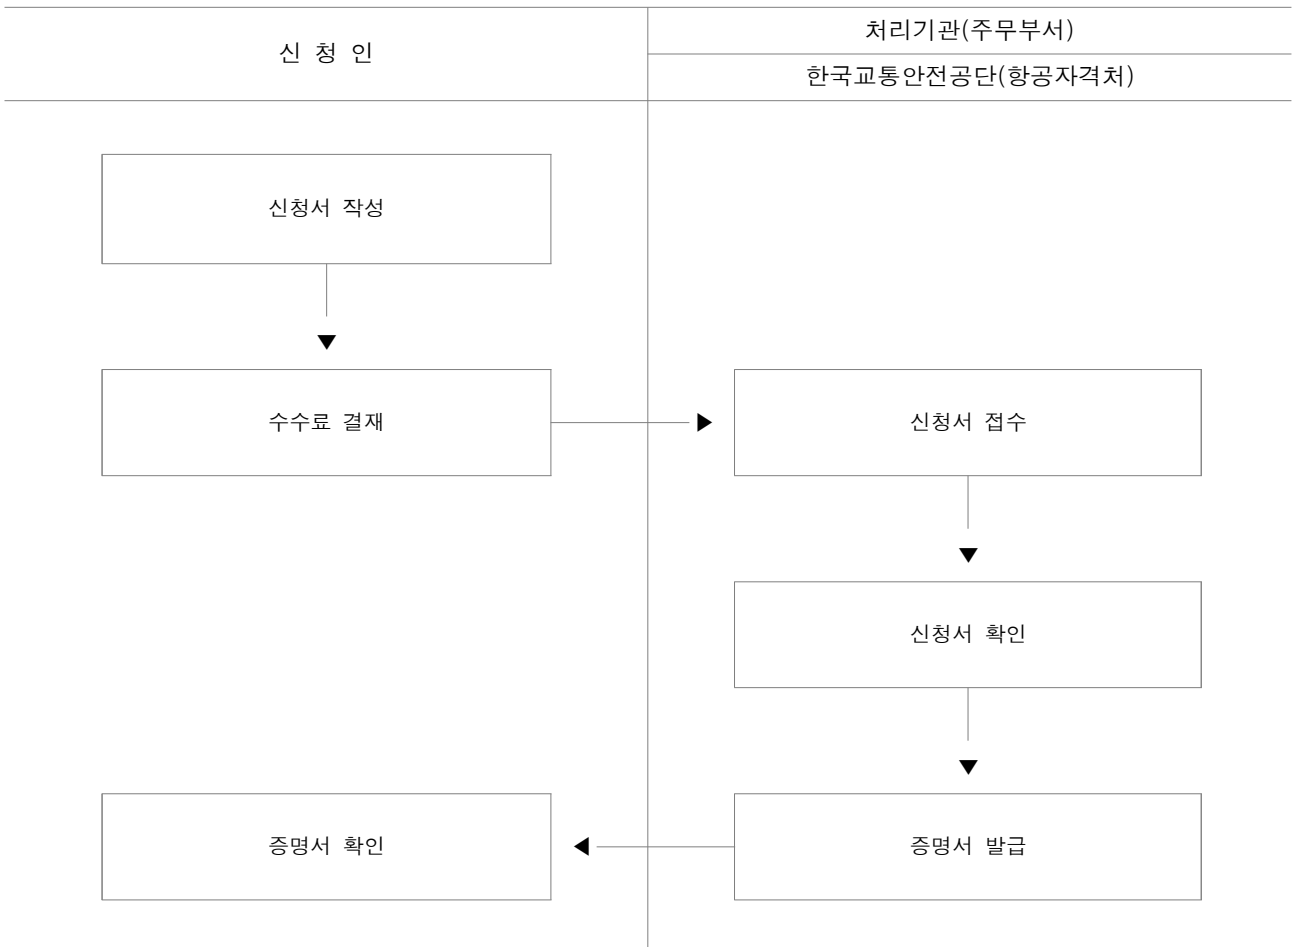 신 청 인
처리기관(주무부서)
한국교통안전공단(항공자격처)
신청서 작성
수수료 결재
신청서 접수
신청서 확인
증명서 확인
증명서 발급